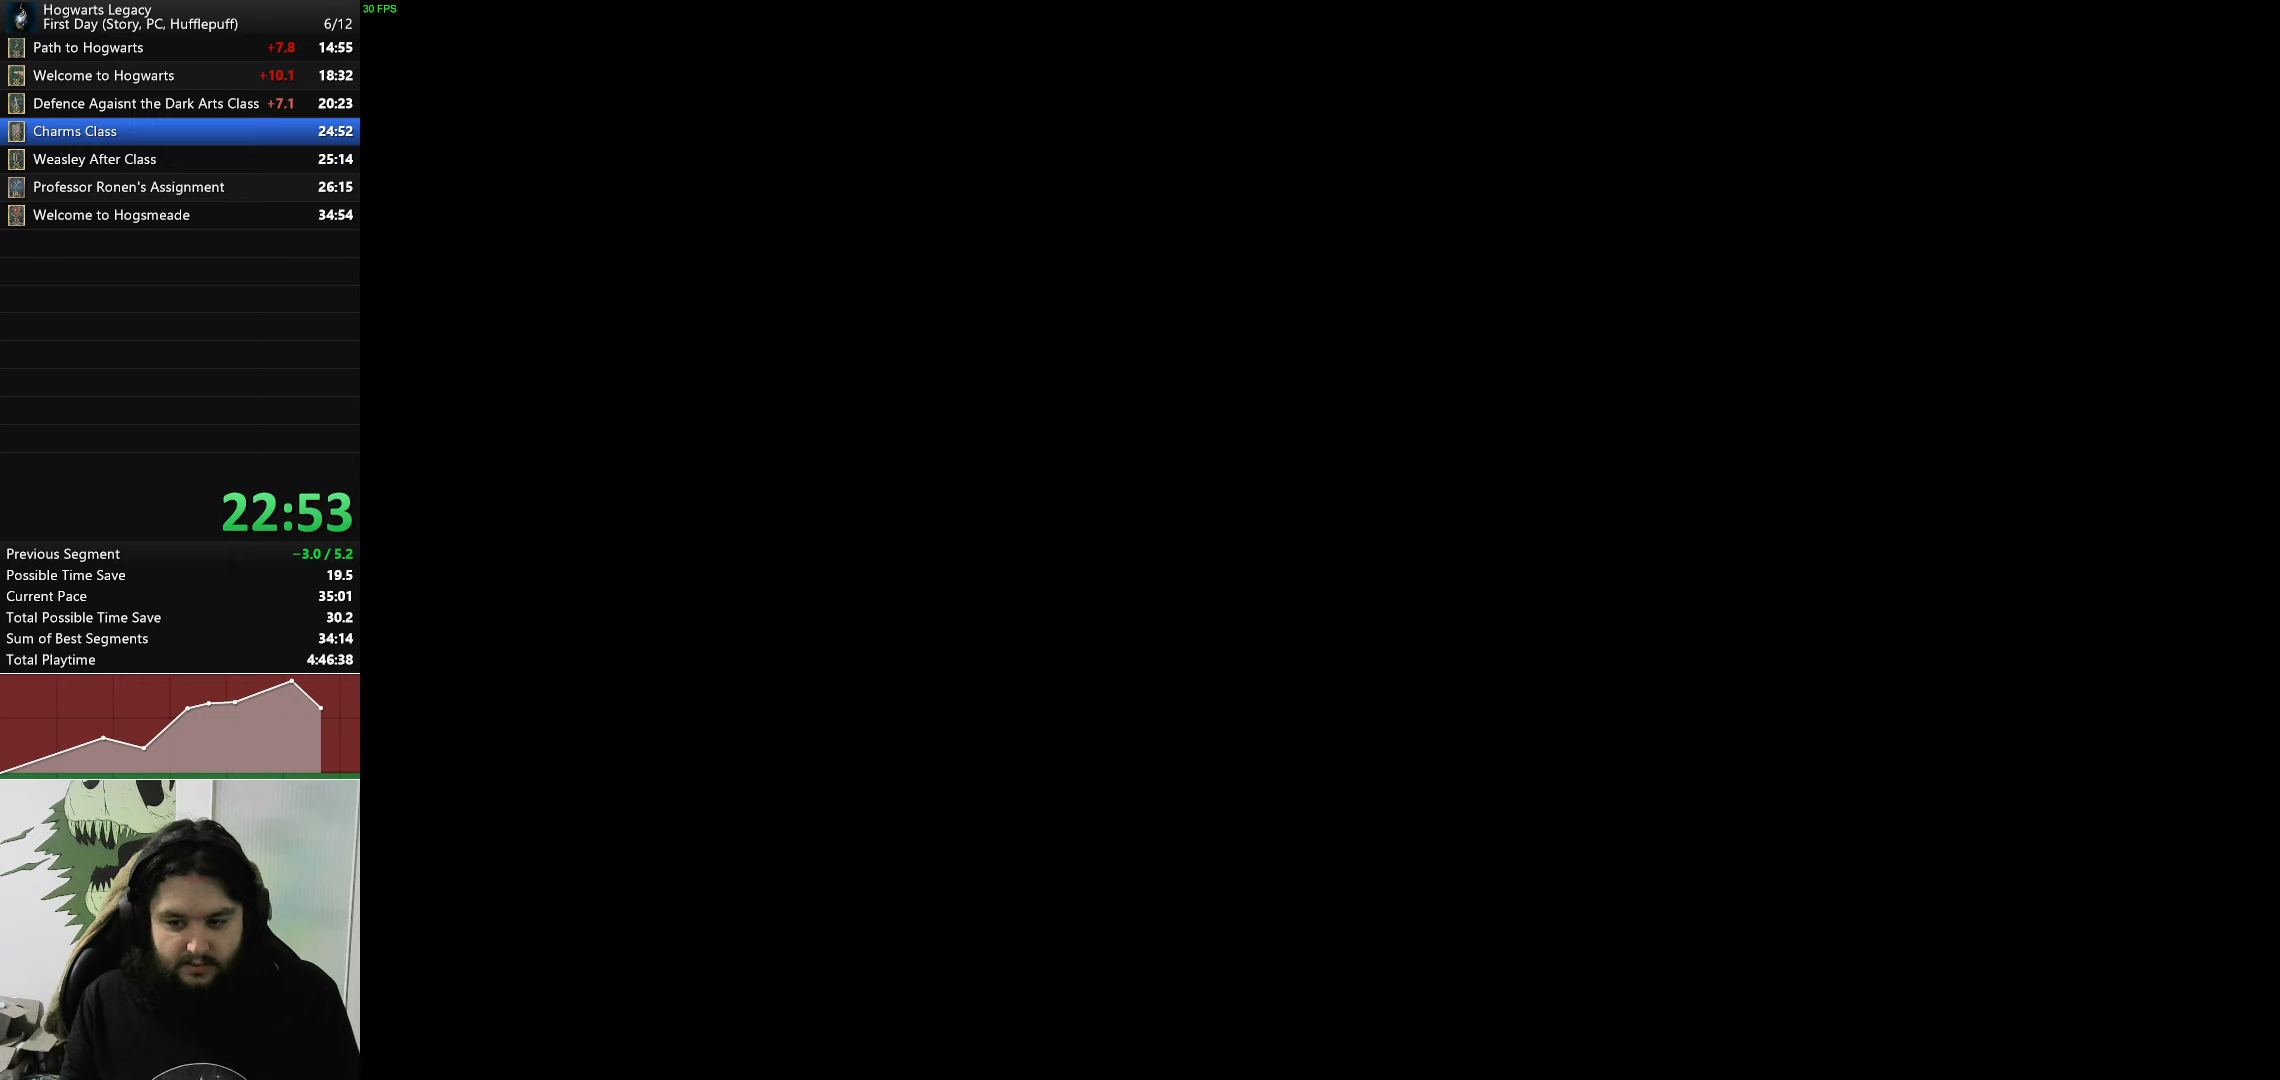 Hogwarts Legacy
First Day (Story, PC, Hufflepuff) 6/12
30 FPS
Path to Hogwarts +7.8 14:55
Welcome to Hogwarts +10.1 18:32
Defence Agaisnt the Dark Arts Class +7.1 20:23
Charms Class 24:52
Weasley After Class 25:14
Professor Ronen's Assignment 26:15
Welcome to Hogsmeade 34:54
22:53
Previous Segment −3.0 / 5.2
Possible Time Save 19.5
Current Pace 35:01
Total Possible Time Save 30.2
Sum of Best Segments 34:14
Total Playtime 4:46:38